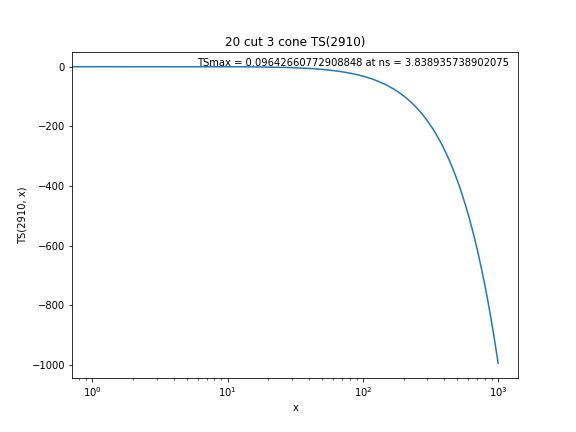 20 cut 3 cone TS(2910)
TSmax = 0.09642660772908848 at ns = 3.838935738902075
0
−200
−400
−600
−800
−1000
TS(2910, x)
10⁰
10¹
10²
10³
x